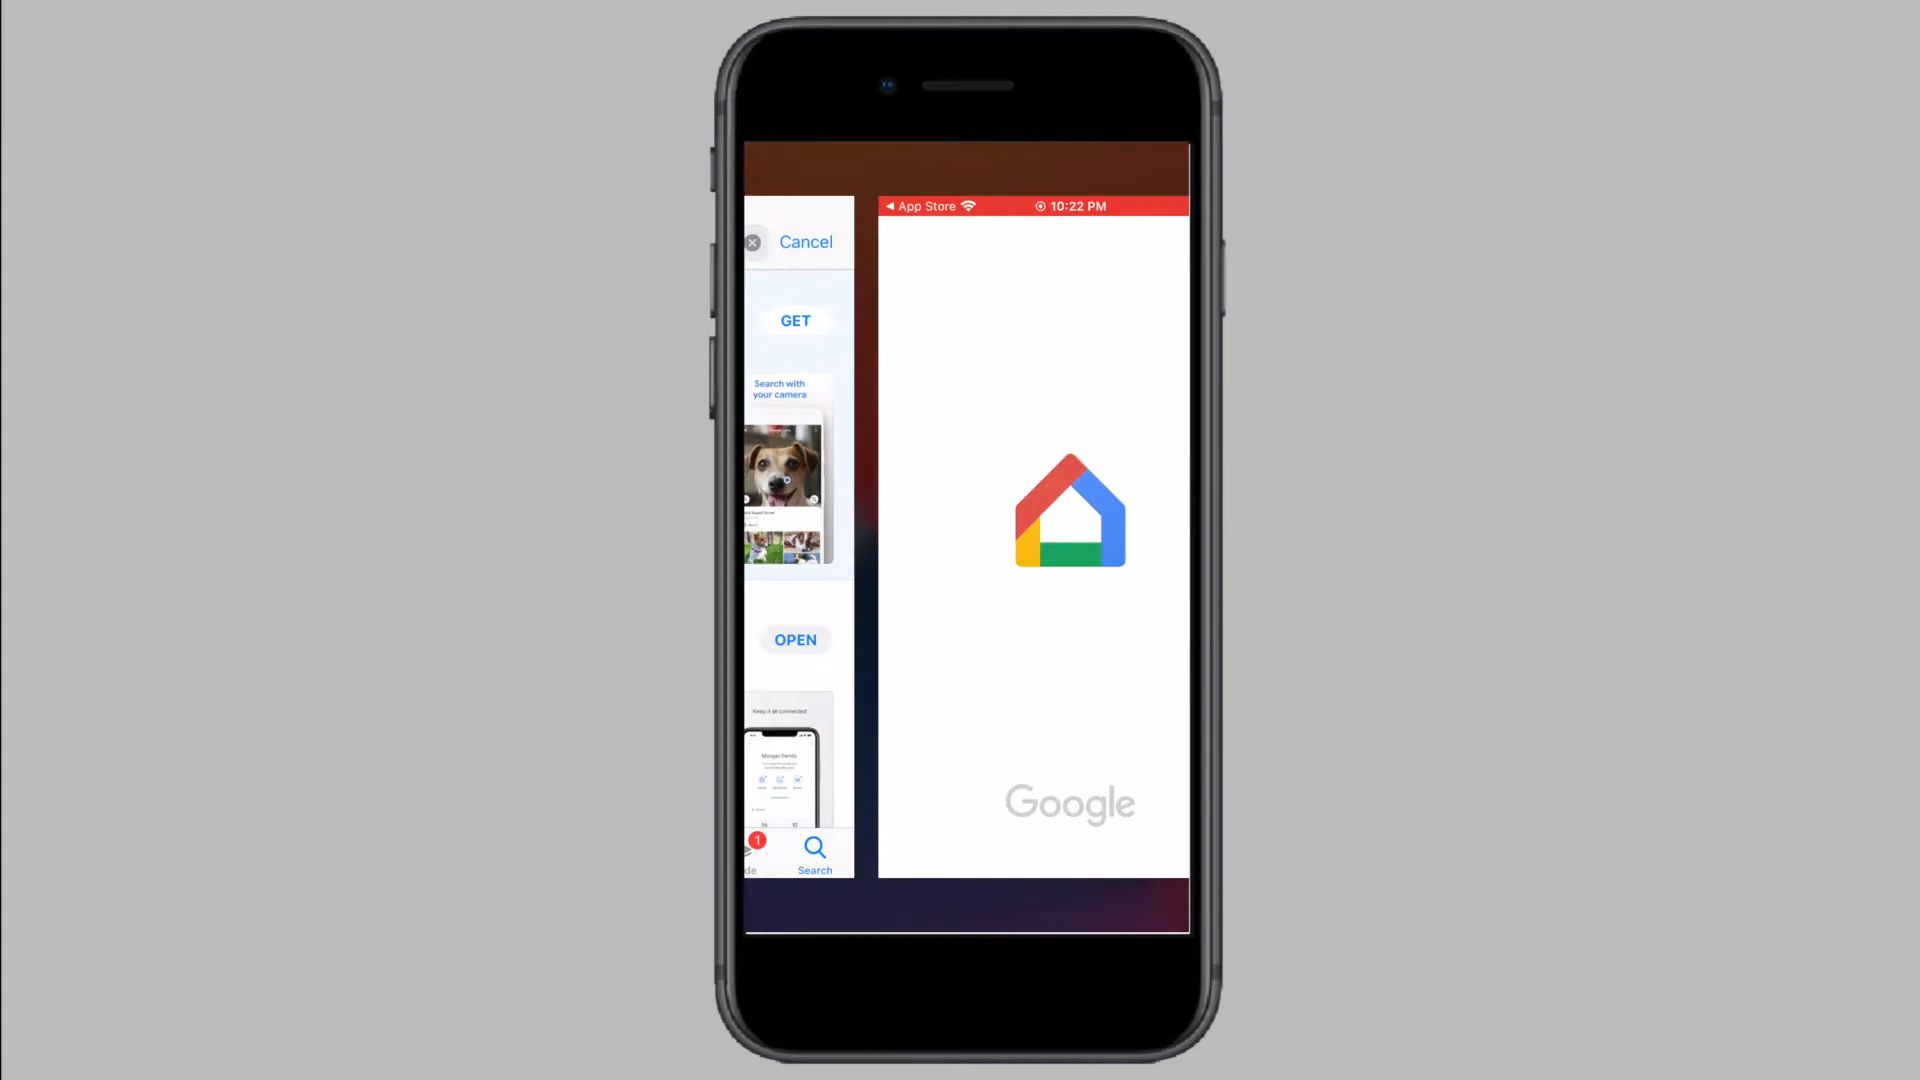 App Store
10:22 PM
Cancel
GET
Search with
your camera
OPEN
Keep it all connected
Morgan Family
1
de
Search
Google